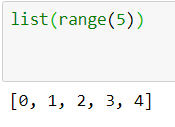 list(range(5))
[0, 1, 2, 3, 4]